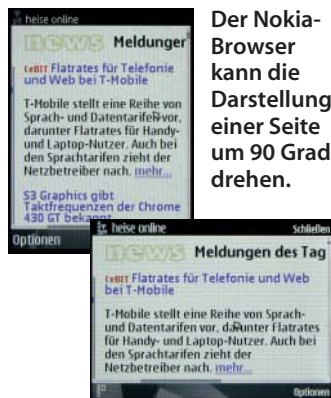 heise online
news Meldungen
CeBIT Flatrates für Telefonie
und Web bei T-Mobile
T-Mobile stellt eine Reihe von
Sprach- und Datentarifen vor,
darunter Flatrates für Handy-
und Laptop-Nutzer. Auch bei
den Sprachtarifen zieht der
Netzbetreiber nach. mehr...
S3 Graphics gibt
Taktfrequenzen der Chrome
430 GT bekannt
Optionen
Der Nokia-
Browser
kann die
Darstellung
einer Seite
um 90 Grad
drehen.
heise online Schließen
news Meldungen des Tag
CeBIT Flatrates für Telefonie und Web
bei T-Mobile
T-Mobile stellt eine Reihe von Sprach-
und Datentarifen vor, darunter Flatrates
für Handy- und Laptop-Nutzer. Auch bei
den Sprachtarifen zieht der
Netzbetreiber nach. mehr...
Optionen